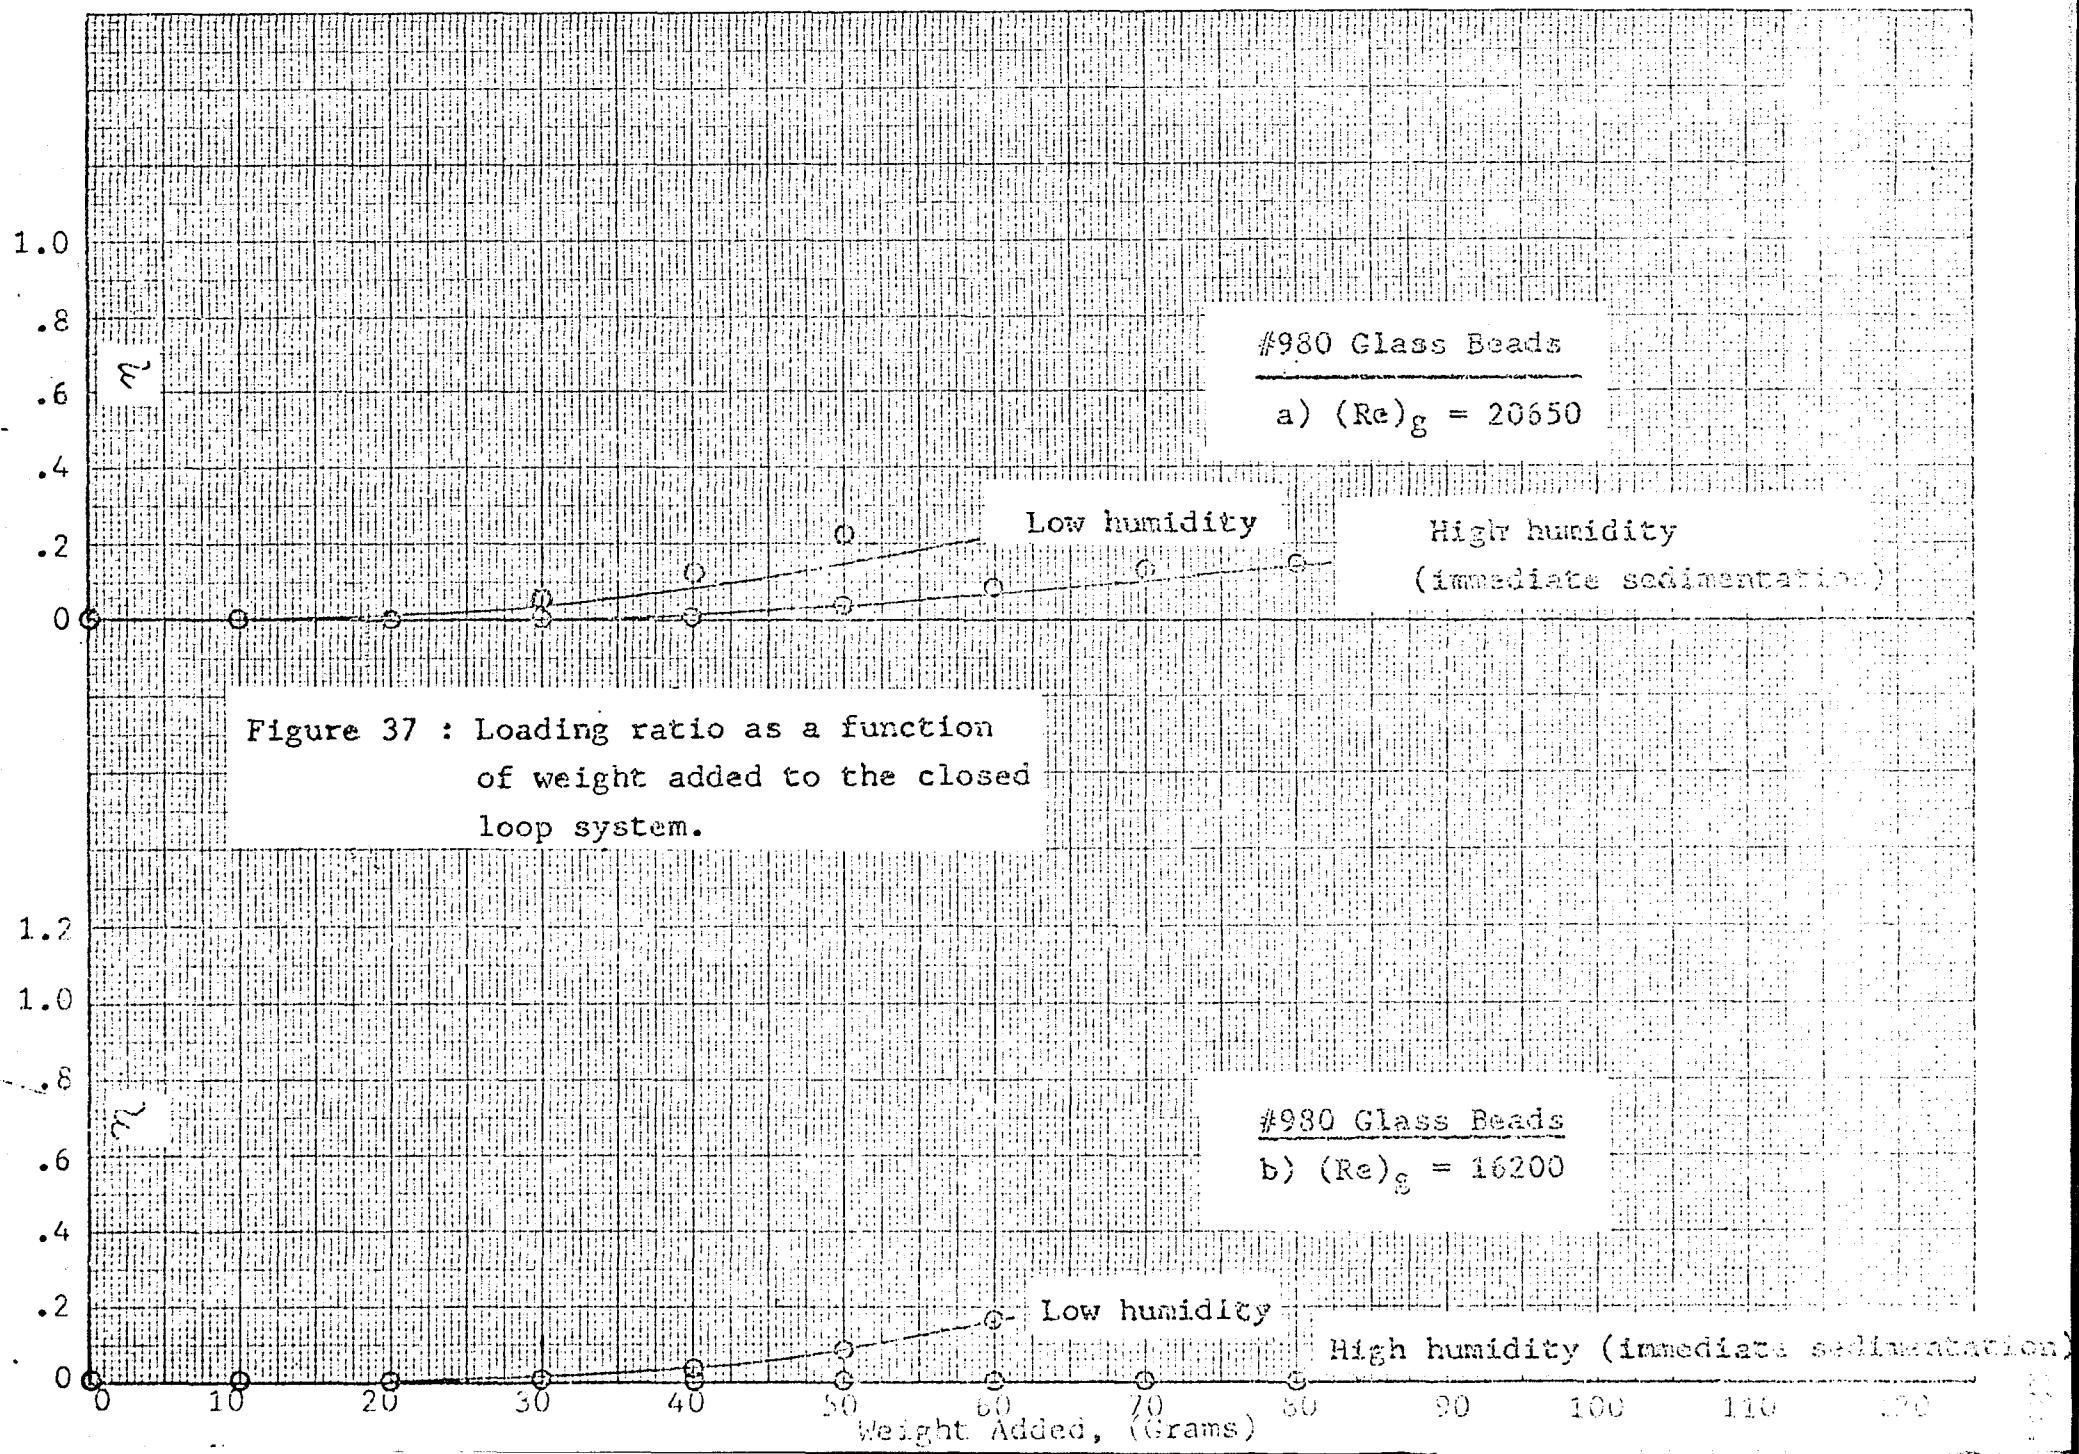 1.0
.8
η
.6
.4
.2
0
#980 Glass Beads
a) (Re)g = 20650
Low humidity
High humidity
(immediate sedimentation)
Figure 37 : Loading ratio as a function
of weight added to the closed
loop system.
1.2
1.0
.8
η
.6
.4
.2
0
#980 Glass Beads
b) (Re)g = 16200
Low humidity
High humidity (immediate sedimentation)
0 10 20 30 40 50 60 70 80 90 100 110
Weight Added, (Grams)